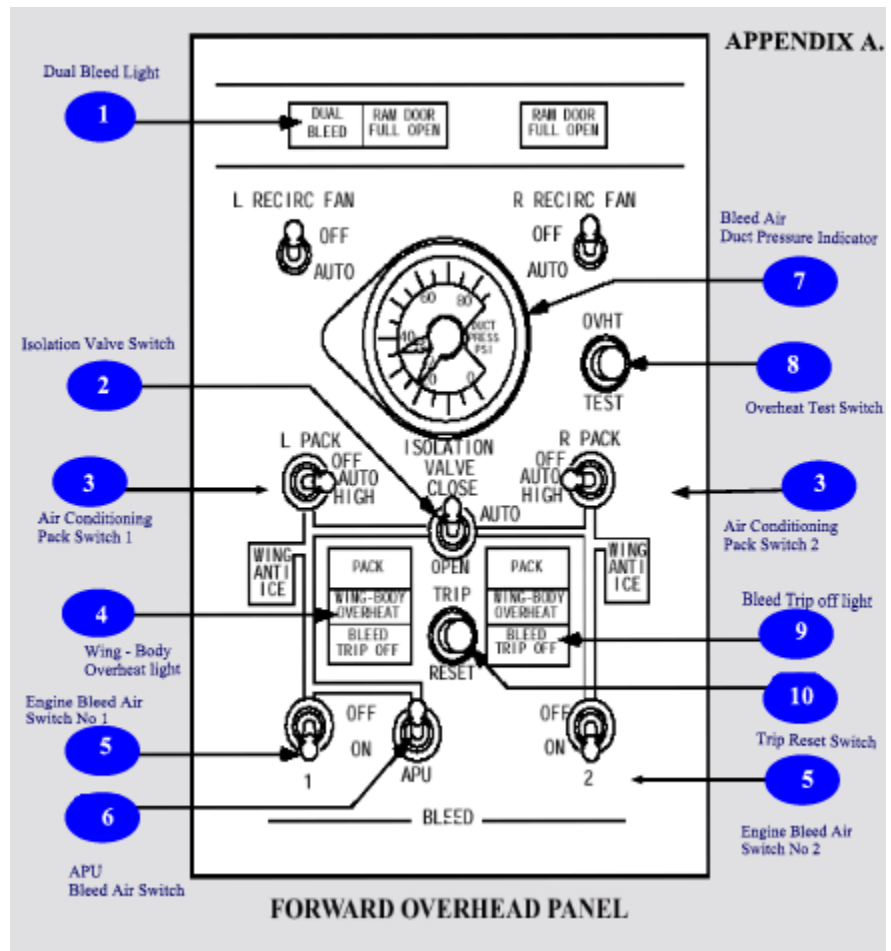 APPENDIX A.
Dual Bleed Light
1
DUAL
BLEED
RAM DOOR
FULL OPEN
RAM DOOR
FULL OPEN
L RECIRC FAN
OFF
AUTO
R RECIRC FAN
OFF
AUTO
Bleed Air
Duct Pressure Indicator
7
60
80
40
20
0
DUCT
PRESS
PSI
OVHT
TEST
8
Overheat Test Switch
Isolation Valve Switch
2
L PACK
OFF
AUTO
HIGH
ISOLATION
VALVE
CLOSE
AUTO
OPEN
R PACK
OFF
AUTO
HIGH
3
Air Conditioning
Pack Switch 1
3
Air Conditioning
Pack Switch 2
WING
ANTI
ICE
PACK
WING-BODY
OVERHEAT
BLEED
TRIP OFF
TRIP
RESET
PACK
WING-BODY
OVERHEAT
BLEED
TRIP OFF
WING
ANTI
ICE
4
Wing - Body
Overheat light
Bleed Trip off light
9
10
Trip Reset Switch
Engine Bleed Air
Switch No 1
5
OFF
ON
1
APU
OFF
ON
2
5
Engine Bleed Air
Switch No 2
6
APU
Bleed Air Switch
BLEED
FORWARD OVERHEAD PANEL